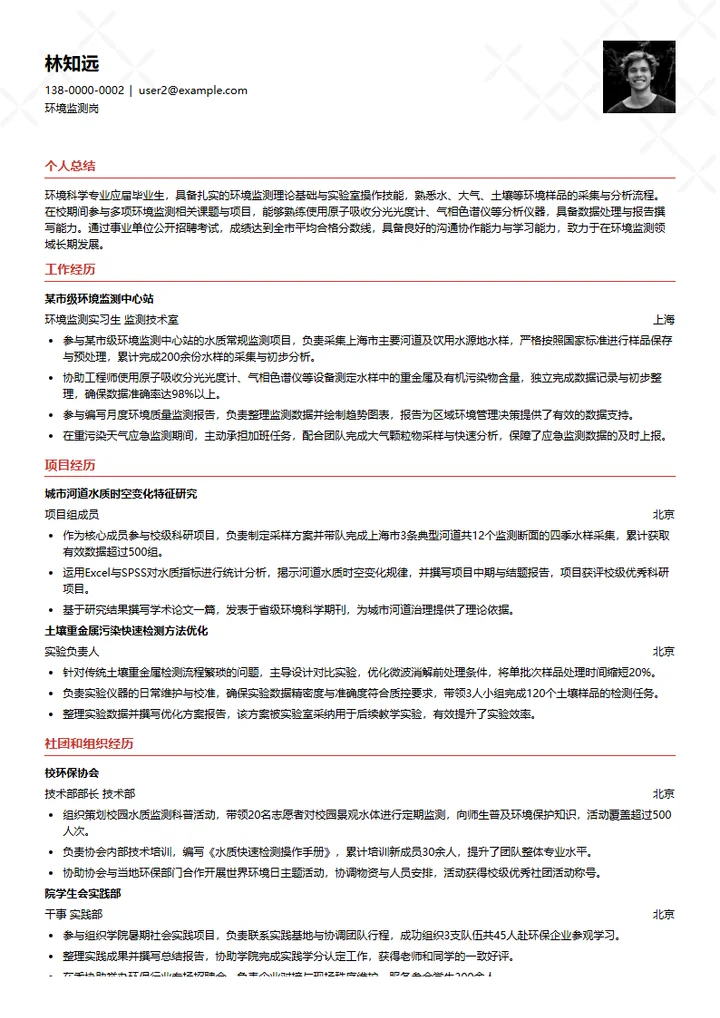 林知远
138-0000-0002 | user2@example.com
环境监测岗
个人总结
环境科学专业应届毕业生，具备扎实的环境监测理论基础与实验室操作技能，熟悉水、大气、土壤等环境样品的采集与分析流程。
在校期间参与多项环境监测相关课题与项目，能够熟练使用原子吸收分光光度计、气相色谱仪等分析仪器，具备数据处理与报告撰
写能力。通过事业单位公开招聘考试，成绩达到全市平均合格分数线，具备良好的沟通协作能力与学习能力，致力于在环境监测领
域长期发展。
工作经历
某市级环境监测中心站
环境监测实习生 监测技术室 上海
• 参与某市级环境监测中心站的水质常规监测项目，负责采集上海市主要河道及饮用水源地水样，严格按照国家标准进行样品保存
与预处理，累计完成200余份水样的采集与初步分析。
• 协助工程师使用原子吸收分光光度计、气相色谱仪等设备测定水样中的重金属及有机污染物含量，独立完成数据记录与初步整
理，确保数据准确率达98%以上。
• 参与编写月度环境质量监测报告，负责整理监测数据并绘制趋势图表，报告为区域环境管理决策提供了有效的数据支持。
• 在重污染天气应急监测期间，主动承担加班任务，配合团队完成大气颗粒物采样与快速分析，保障了应急监测数据的及时上报。
项目经历
城市河道水质时空变化特征研究
项目组成员 北京
• 作为核心成员参与校级科研项目，负责制定采样方案并带队完成上海市3条典型河道共12个监测断面的四季水样采集，累计获取
有效数据超过500组。
• 运用Excel与SPSS对水质指标进行统计分析，揭示河道水质时空变化规律，并撰写项目中期与结题报告，项目获评校级优秀科研
项目。
• 基于研究结果撰写学术论文一篇，发表于省级环境科学期刊，为城市河道治理提供了理论依据。
土壤重金属污染快速检测方法优化
实验负责人 北京
• 针对传统土壤重金属检测流程繁琐的问题，主导设计对比实验，优化微波消解前处理条件，将单批次样品处理时间缩短20%。
• 负责实验仪器的日常维护与校准，确保实验数据精密度与准确度符合质控要求，带领3人小组完成120个土壤样品的检测任务。
• 整理实验数据并撰写优化方案报告，该方案被实验室采纳用于后续教学实验，有效提升了实验效率。
社团和组织经历
校环保协会
技术部部长 技术部 北京
• 组织策划校园水质监测科普活动，带领20名志愿者对校园景观水体进行定期监测，向师生普及环境保护知识，活动覆盖超过500
人次。
• 负责协会内部技术培训，编写《水质快速检测操作手册》，累计培训新成员30余人，提升了团队整体专业水平。
• 协助协会与当地环保部门合作开展世界环境日主题活动，协调物资与人员安排，活动获得校级优秀社团活动称号。
院学生会实践部
干事 实践部 北京
• 参与组织学院暑期社会实践项目，负责联系实践基地与协调团队行程，成功组织3支队伍共45人赴环保企业参观学习。
• 整理实践成果并撰写总结报告，协助学院完成实践学分认定工作，获得老师和同学的一致好评。